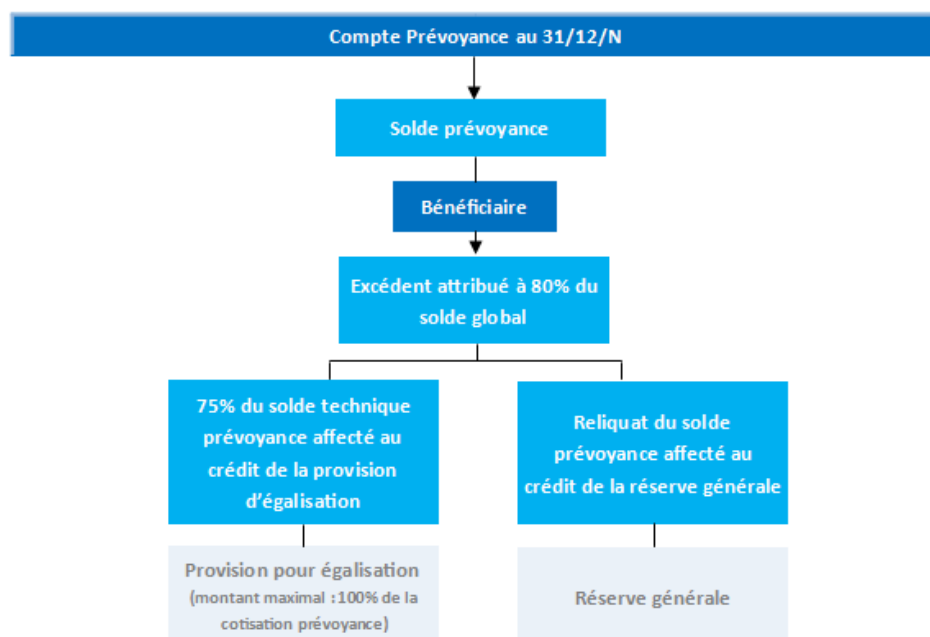 Compte Prévoyance au 31/12/N
Solde prévoyance
Bénéficiaire
Excédent attribué à 80% du
solde global
75% du solde technique
prévoyance affecté au
crédit de la provision
d'égalisation
Reliquat du solde
prévoyance affecté au
crédit de la réserve générale
Provision pour égalisation
(montant maximal :100% de la
cotisation prévoyance)
Réserve générale